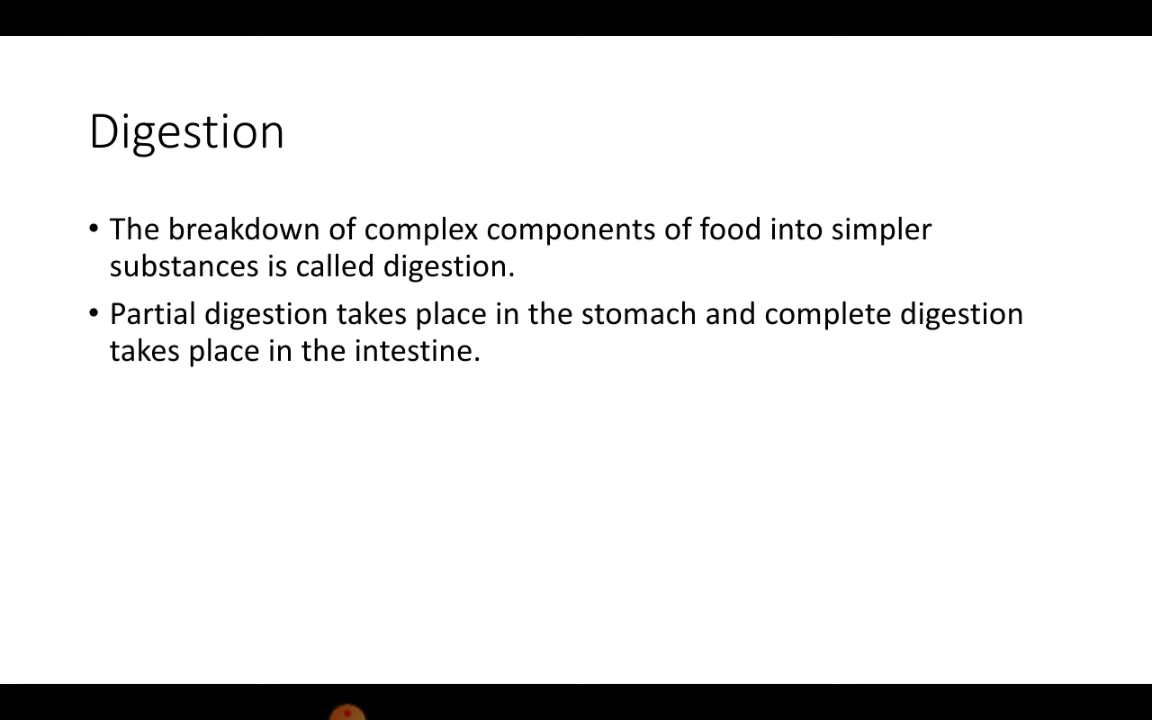 Digestion
• The breakdown of complex components of food into simpler
substances is called digestion.
• Partial digestion takes place in the stomach and complete digestion
takes place in the intestine.